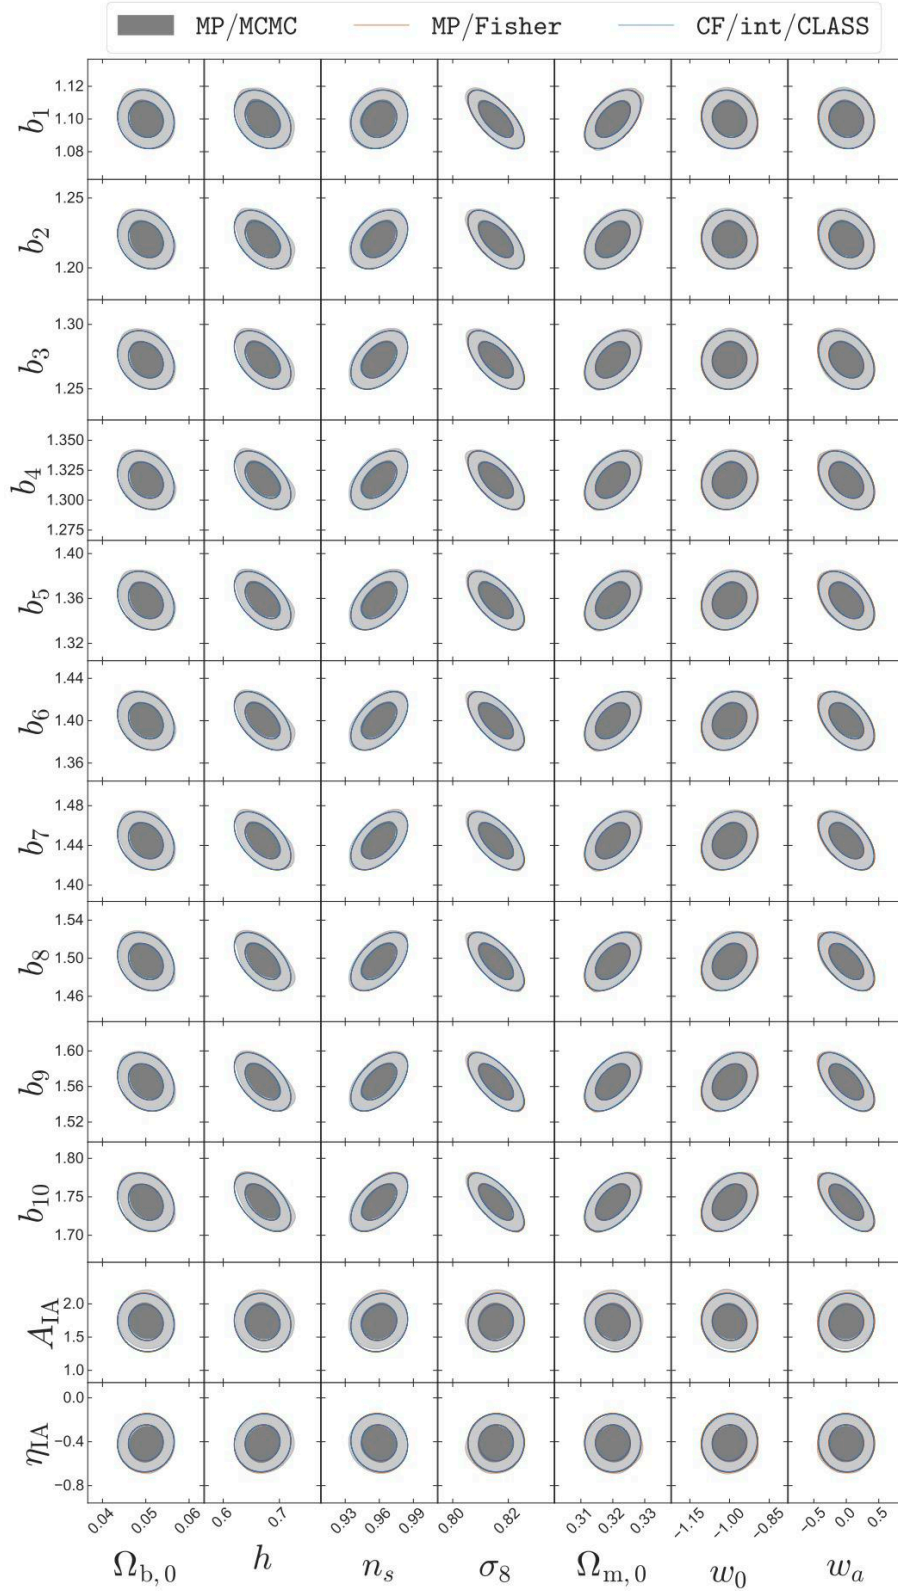 MP/MCMC MP/Fisher CF/int/CLASS
b1 1.12 1.10 1.08
b2 1.25 1.20
b3 1.30 1.25
b4 1.350 1.325 1.300 1.275
b5 1.40 1.36 1.32
b6 1.44 1.40 1.36
b7 1.48 1.44 1.40
b8 1.54 1.50 1.46
b9 1.60 1.56 1.52
b10 1.80 1.75 1.70
AIA 2.0 1.5 1.0
ηIA 0.0 −0.4 −0.8
0.04 0.05 0.06 0.6 0.7 0.93 0.96 0.99 0.80 0.82 0.31 0.32 0.33 −1.15 −1.00 −0.85 −0.5 0.0 0.5
Ωb,0 h ns σ8 Ωm,0 w0 wa